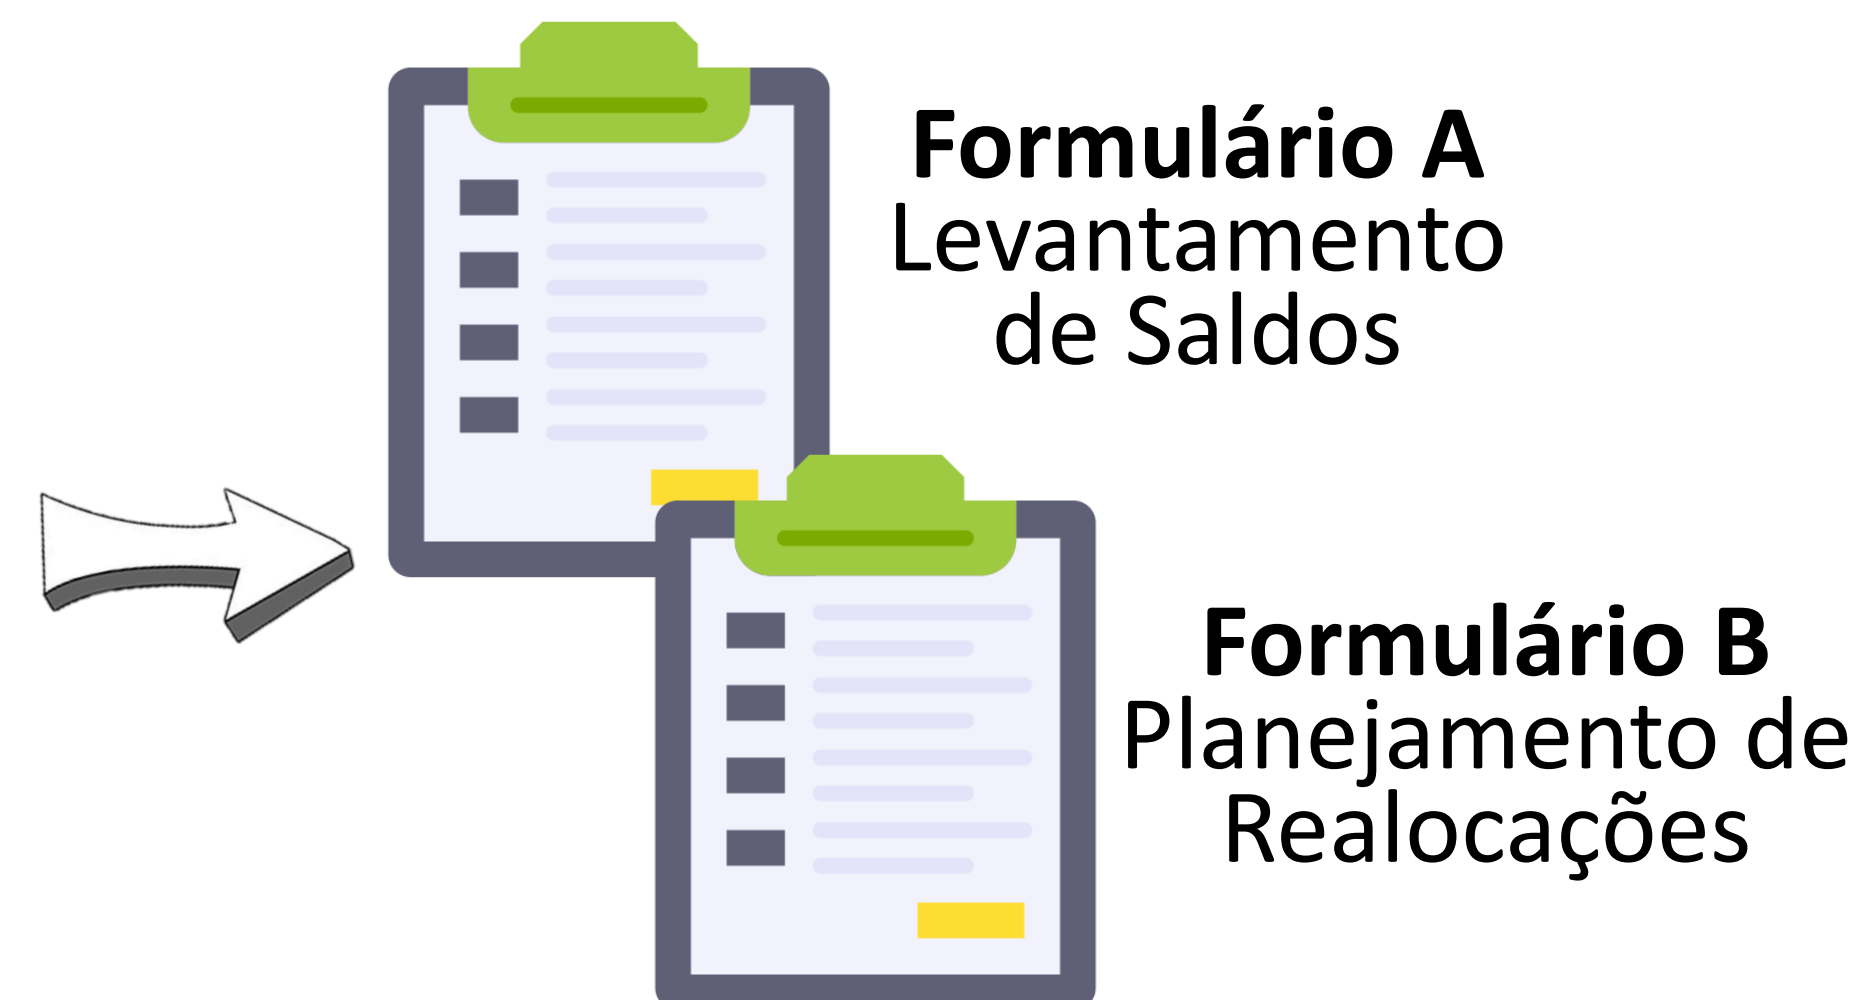 Formulário A
Levantamento
de Saldos
Formulário B
Planejamento de
Realocações